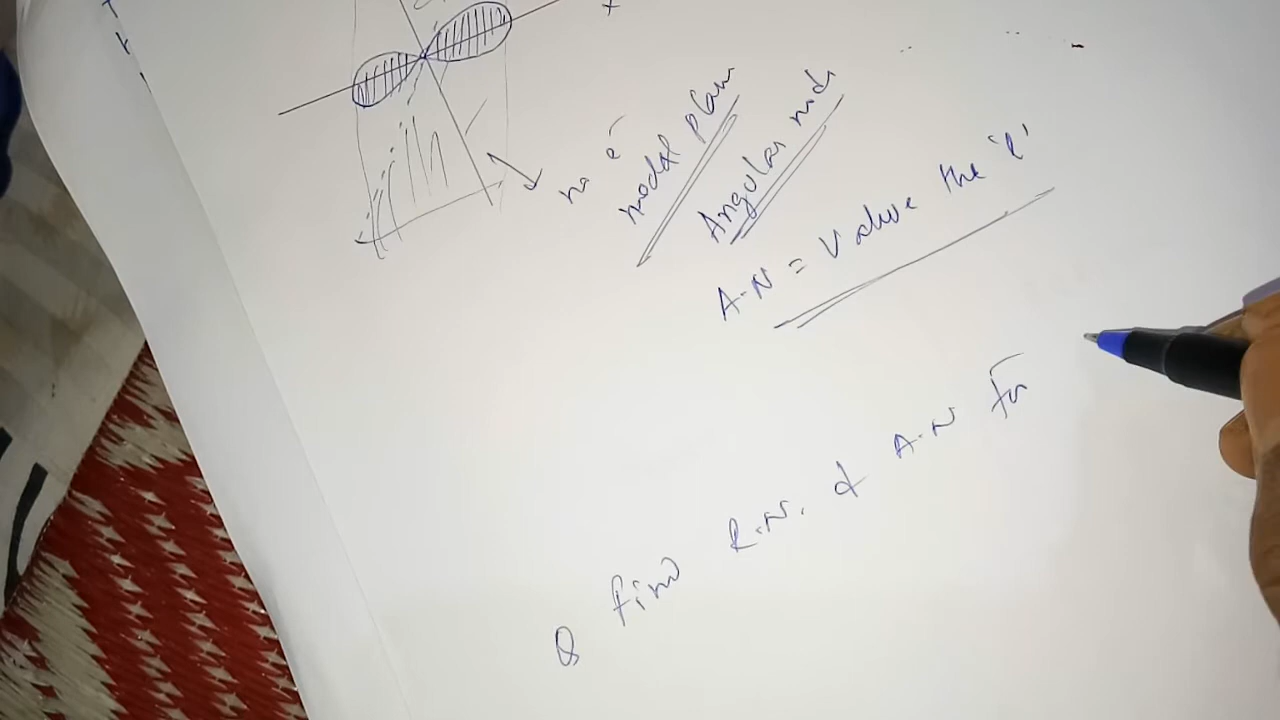 x
no e⁻
nodal plane
Angular node
A.N = Value the 'l'
Q find R.N. & A.N for